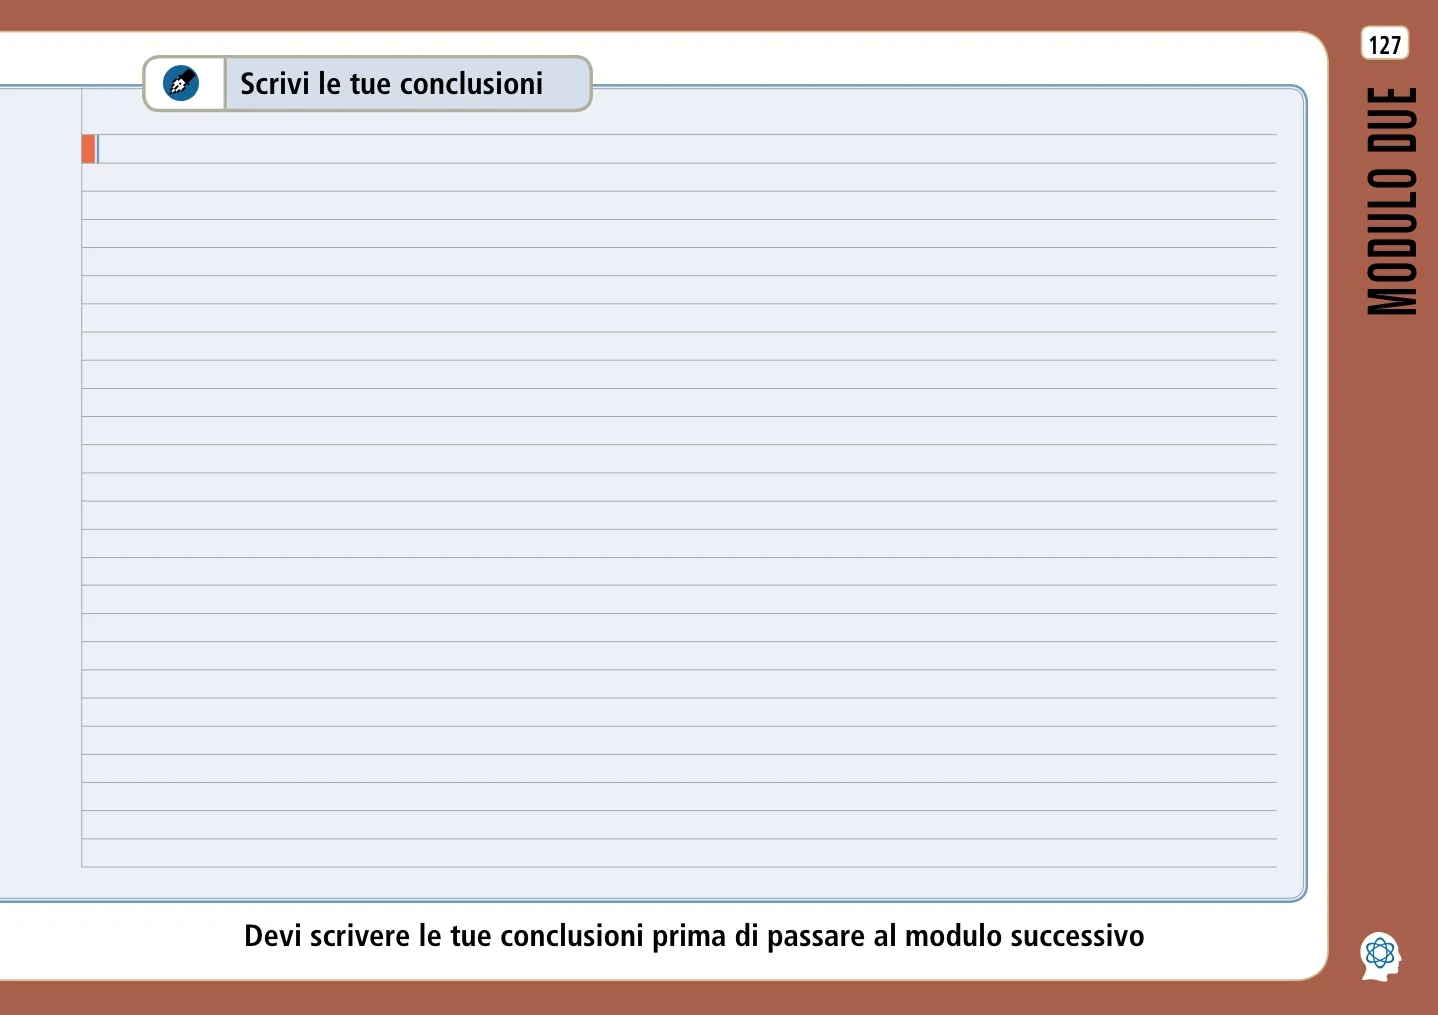 127
MODULO DUE
Scrivi le tue conclusioni
Devi scrivere le tue conclusioni prima di passare al modulo successivo